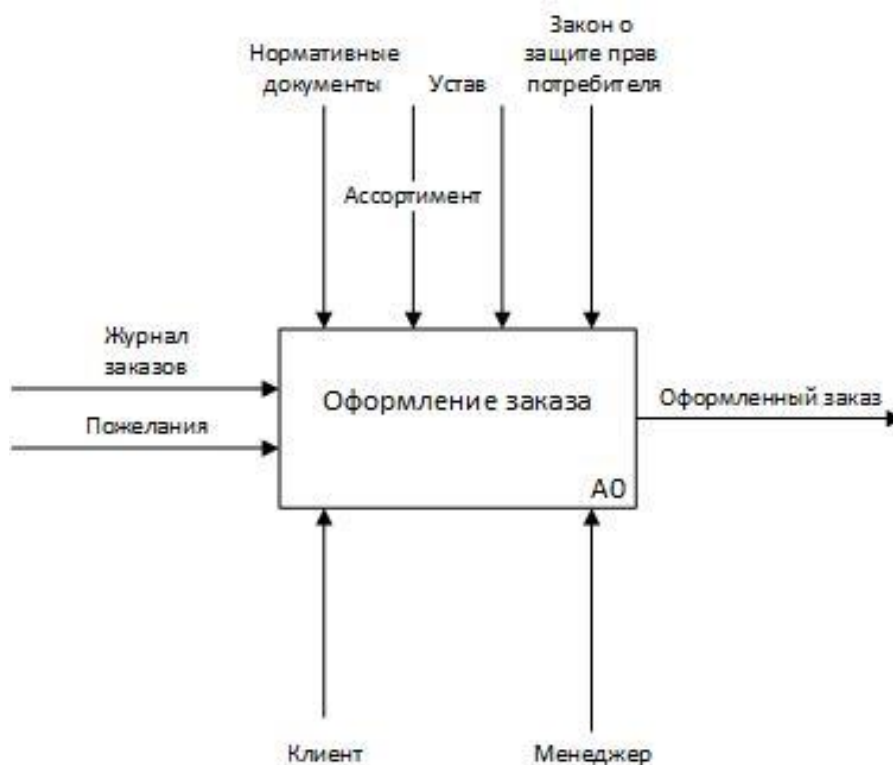 Закон о
защите прав
потребителя
Нормативные
документы
Устав
Ассортимент
Журнал
заказов
Пожелания
Оформление заказа
А0
Оформленный заказ
Клиент
Менеджер